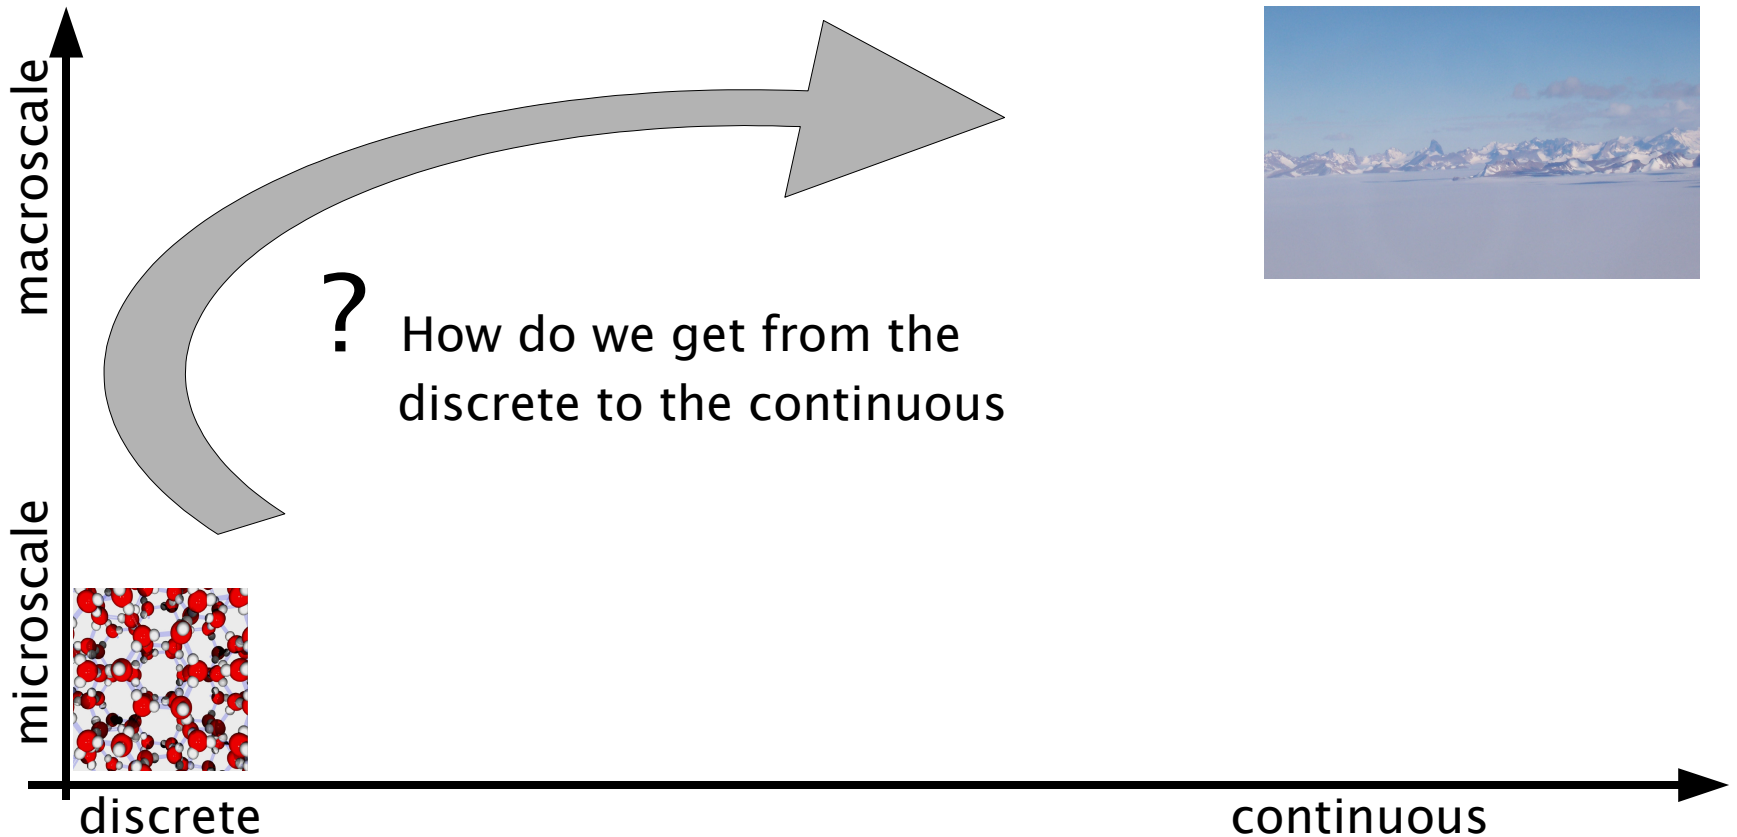 macroscale
?
How do we get from the
discrete to the continuous
microscale
discrete
continuous